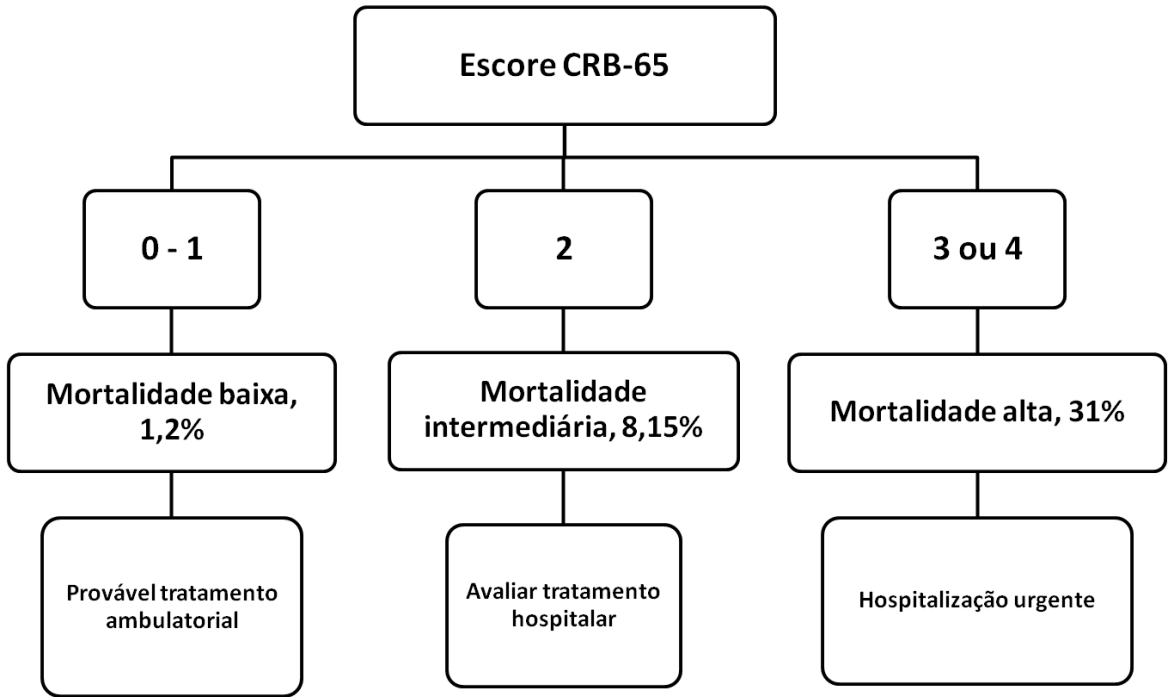 Escore CRB-65
0 - 1
2
3 ou 4
Mortalidade baixa,
1,2%
Mortalidade
intermediária, 8,15%
Mortalidade alta, 31%
Provável tratamento
ambulatorial
Avaliar tratamento
hospitalar
Hospitalização urgente